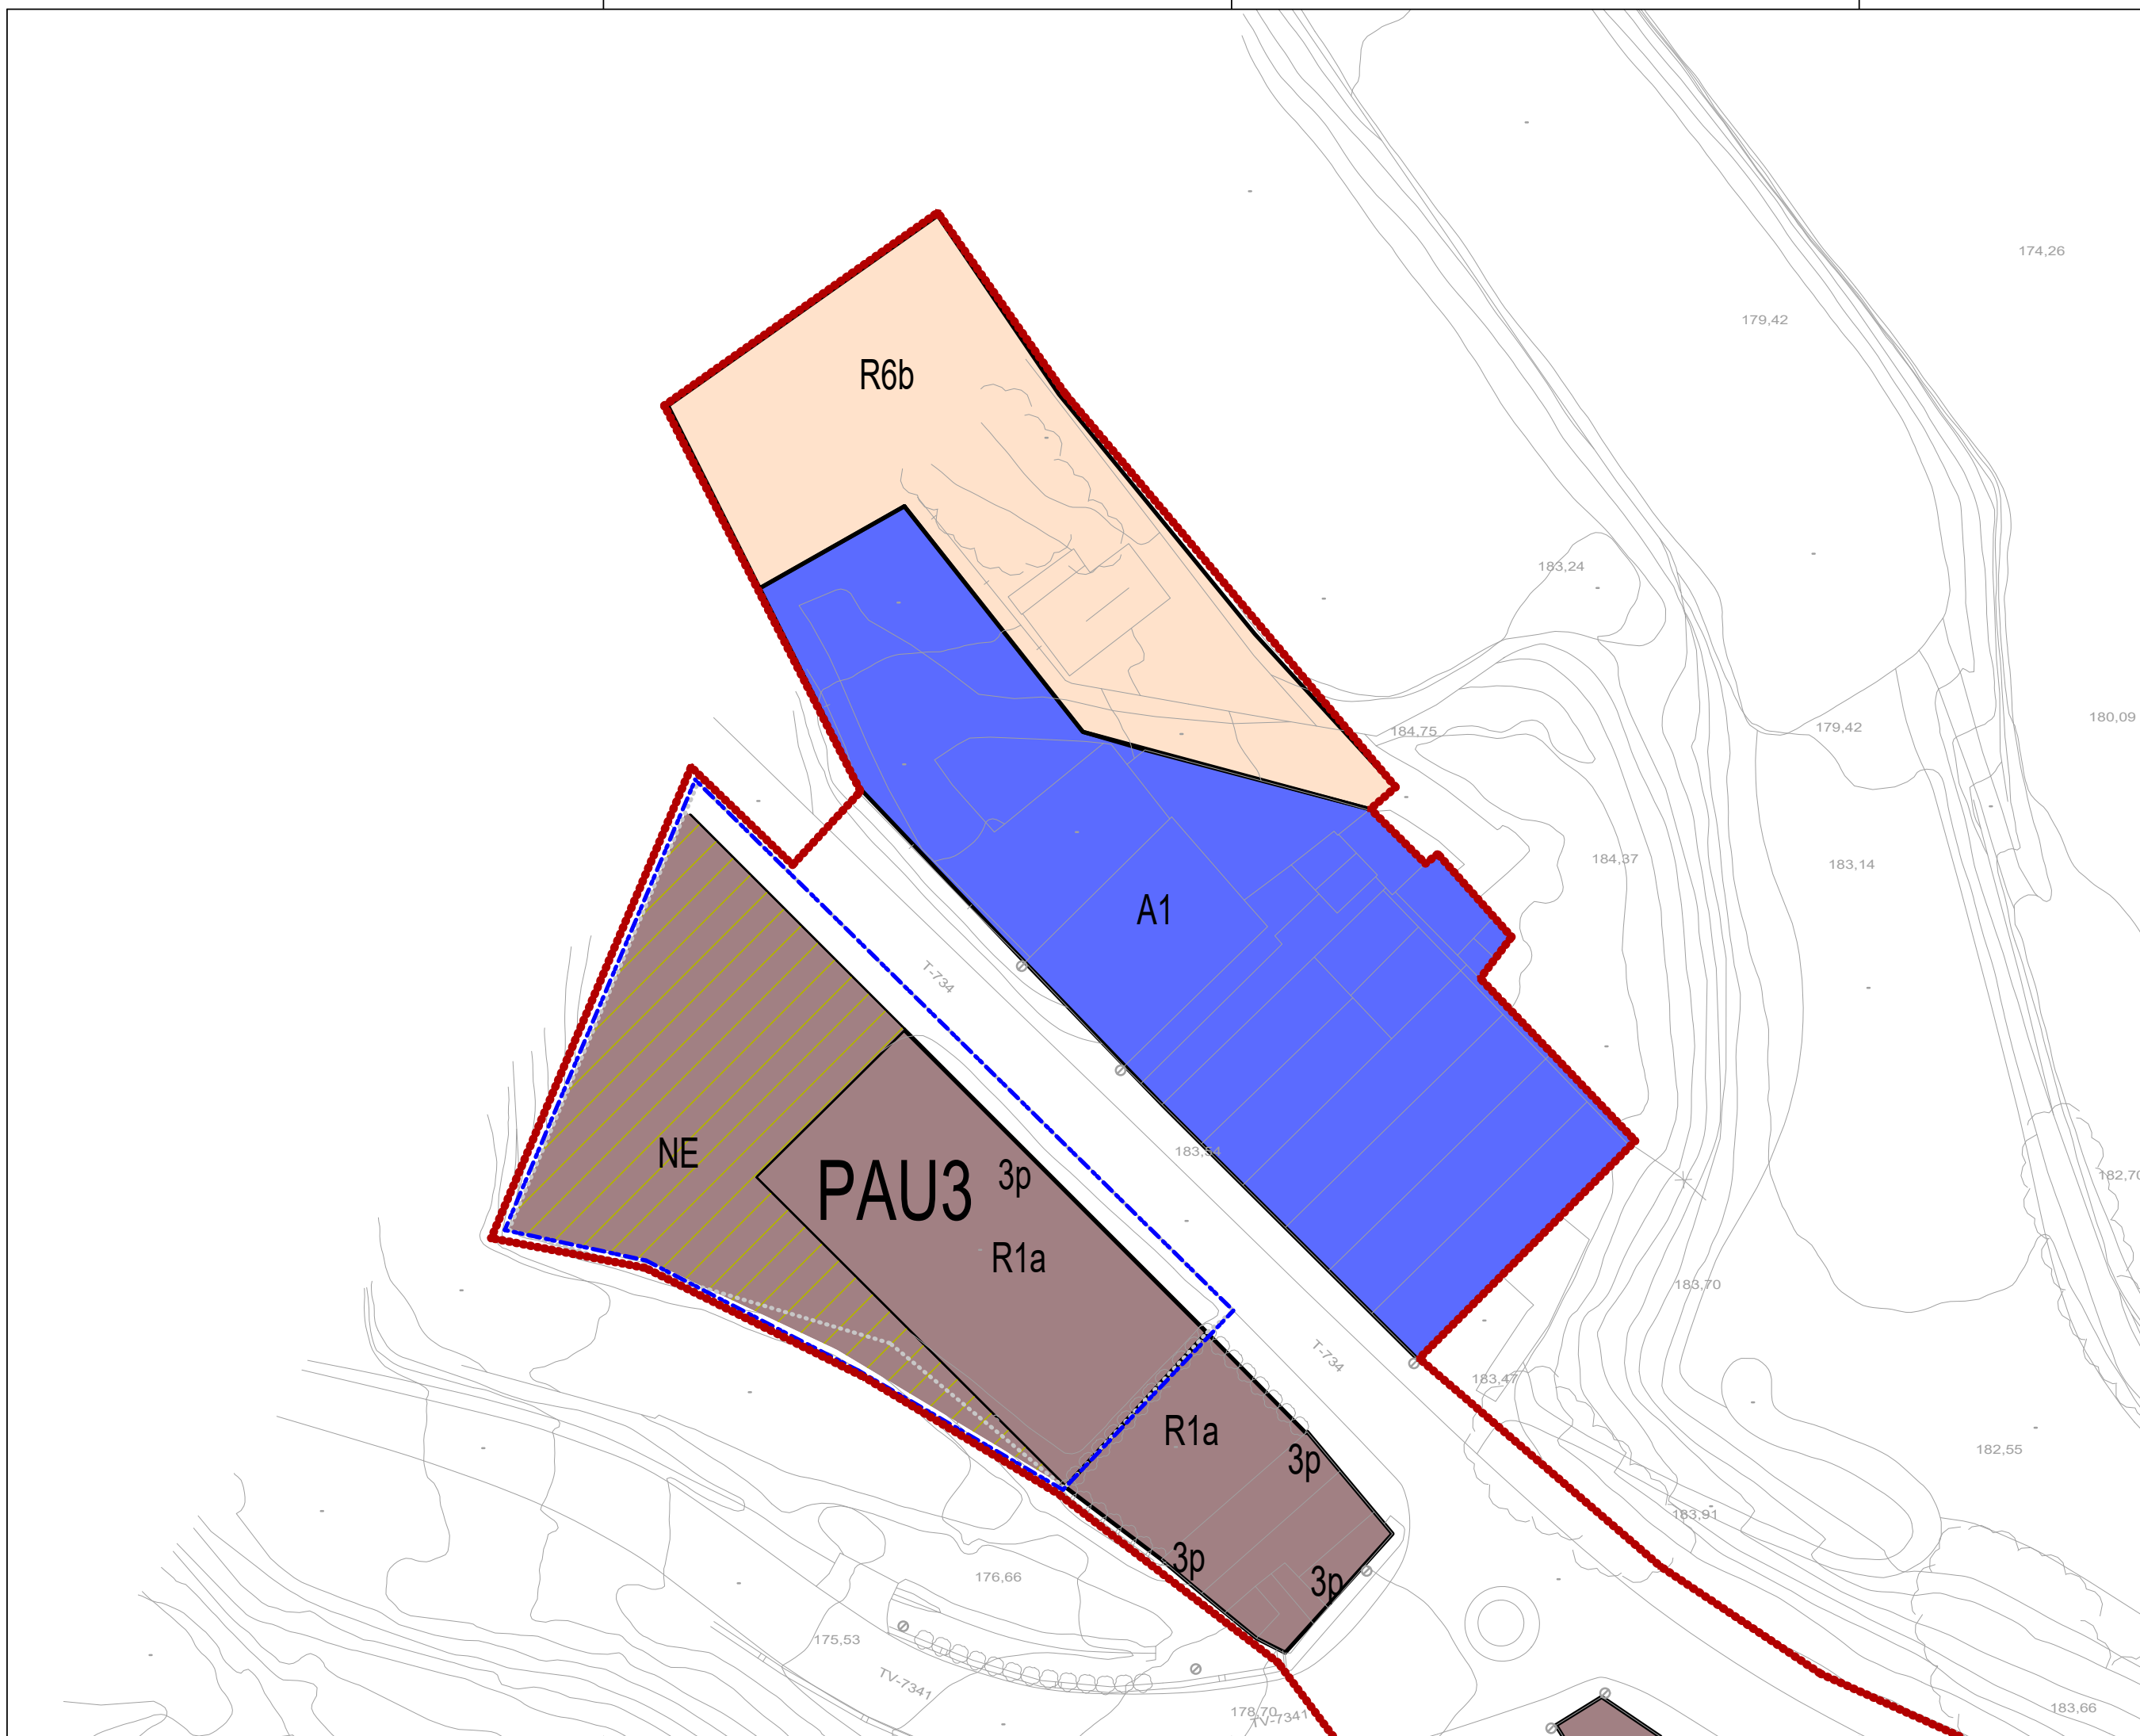 174,26
179,42
R6b
183,24
180,09
179,42
184,75
184,37
183,14
A1
T-734
183,54
182,70
NE
PAU3
3p
R1a
183,70
T-734
183,47
R1a
3p
182,55
183,91
3p
3p
176,66
175,53
TV-7341
178,70
TV-7341
183,66